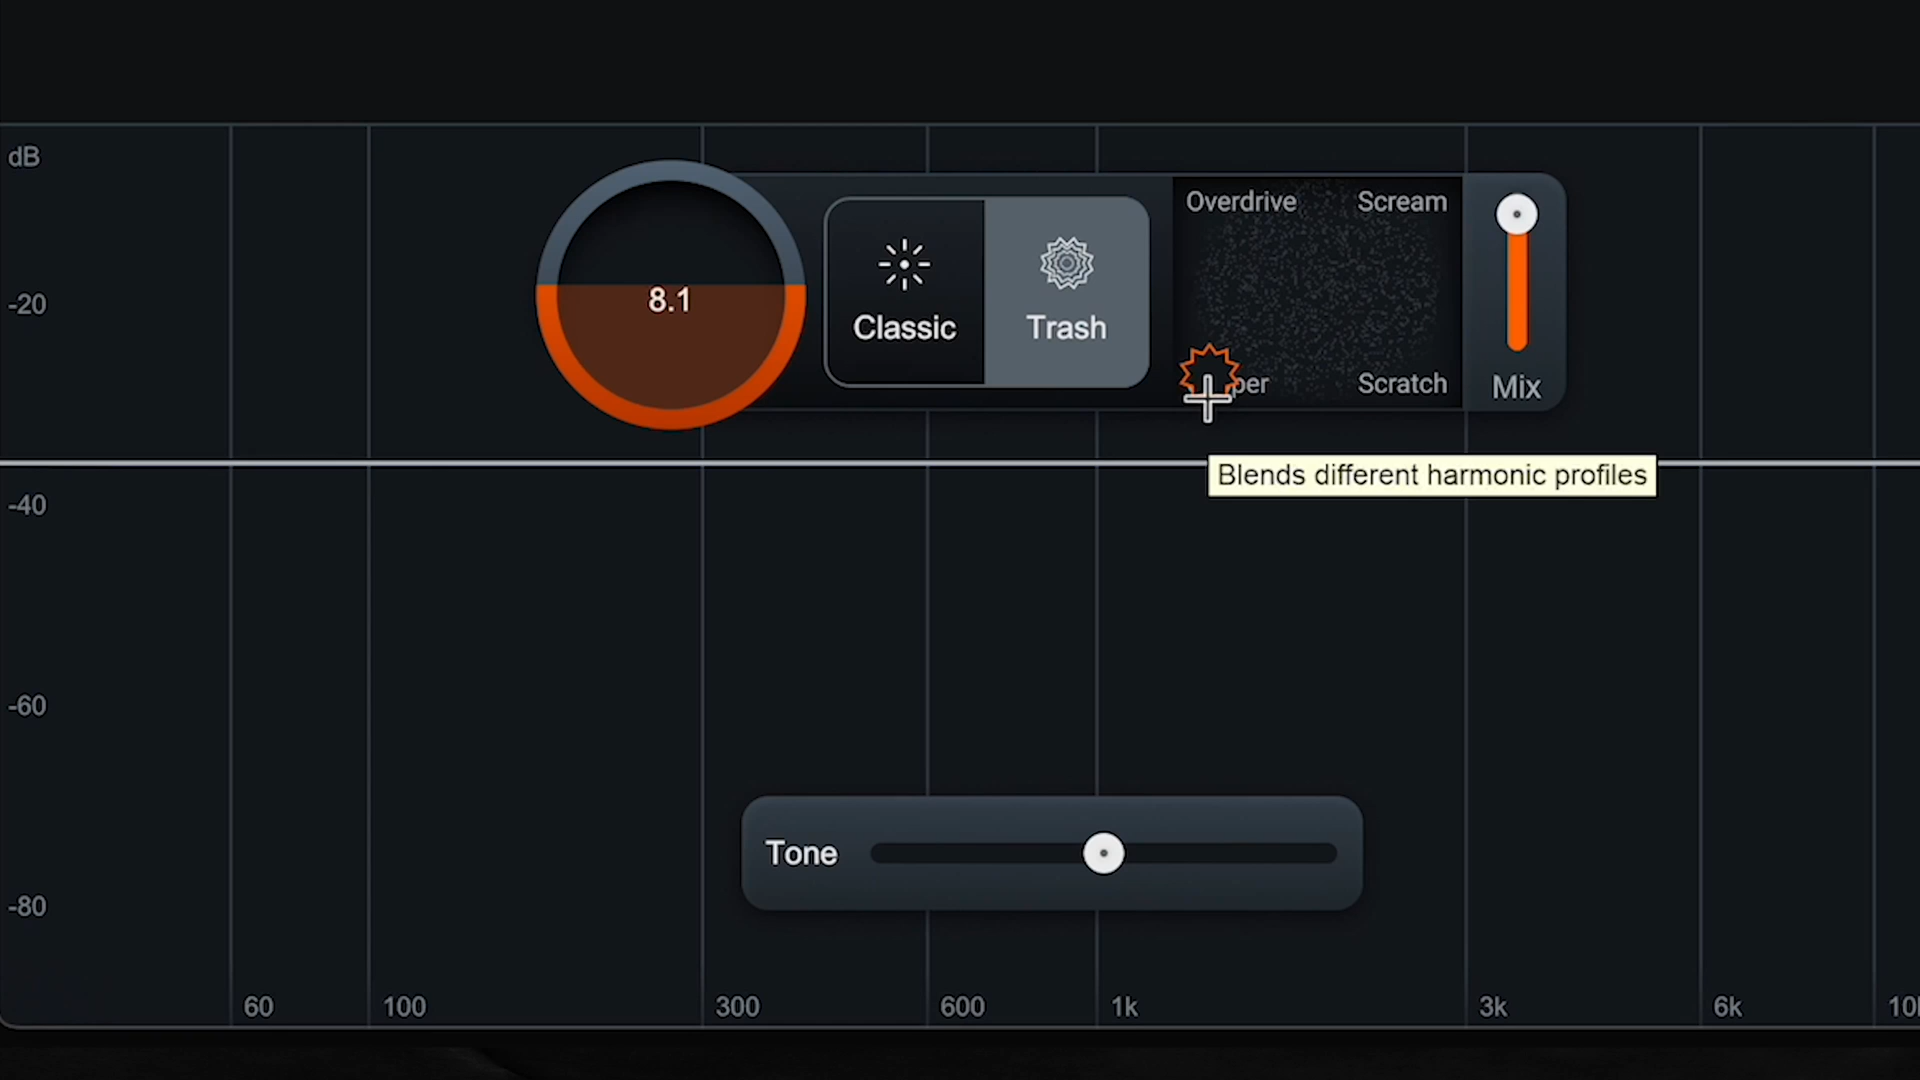 dB
-20
-40
-60
-80
8.1
Classic
Trash
Overdrive
Scream
Scratch
Mix
Blends different harmonic profiles
Tone
60
100
300
600
1k
3k
6k